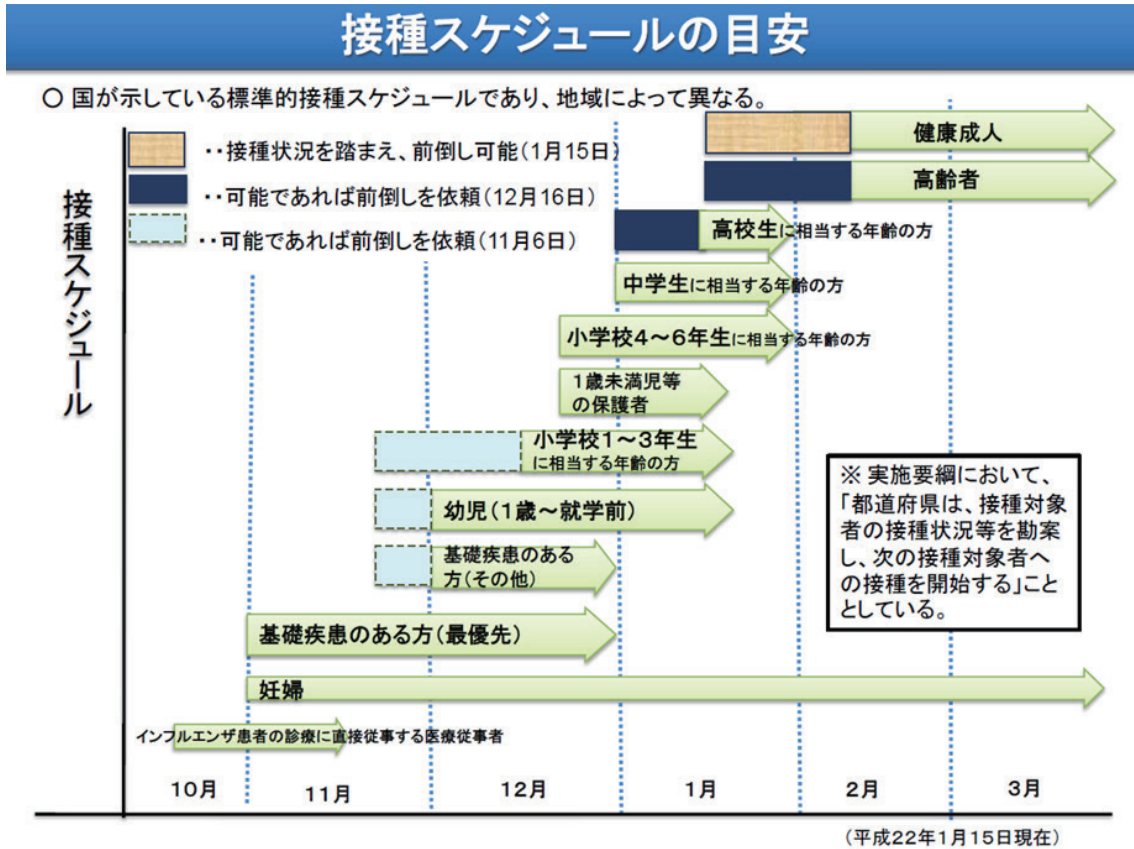 接種スケジュールの目安
○ 国が示している標準的接種スケジュールであり、地域によって異なる。
‥接種状況を踏まえ、前倒し可能(1月15日)
‥可能であれば前倒しを依頼(12月16日)
‥可能であれば前倒しを依頼(11月6日)
接種スケジュール
健康成人
高齢者
高校生に相当する年齢の方
中学生に相当する年齢の方
小学校4~6年生に相当する年齢の方
1歳未満児等
の保護者
小学校1~3年生
に相当する年齢の方
幼児(1歳~就学前)
基礎疾患のある
方(その他)
基礎疾患のある方(最優先)
妊婦
インフルエンザ患者の診療に直接従事する医療従事者
※ 実施要綱において、
「都道府県は、接種対象
者の接種状況等を勘案
し、次の接種対象者へ
の接種を開始する」こと
としている。
10月
11月
12月
1月
2月
3月
(平成22年1月15日現在)